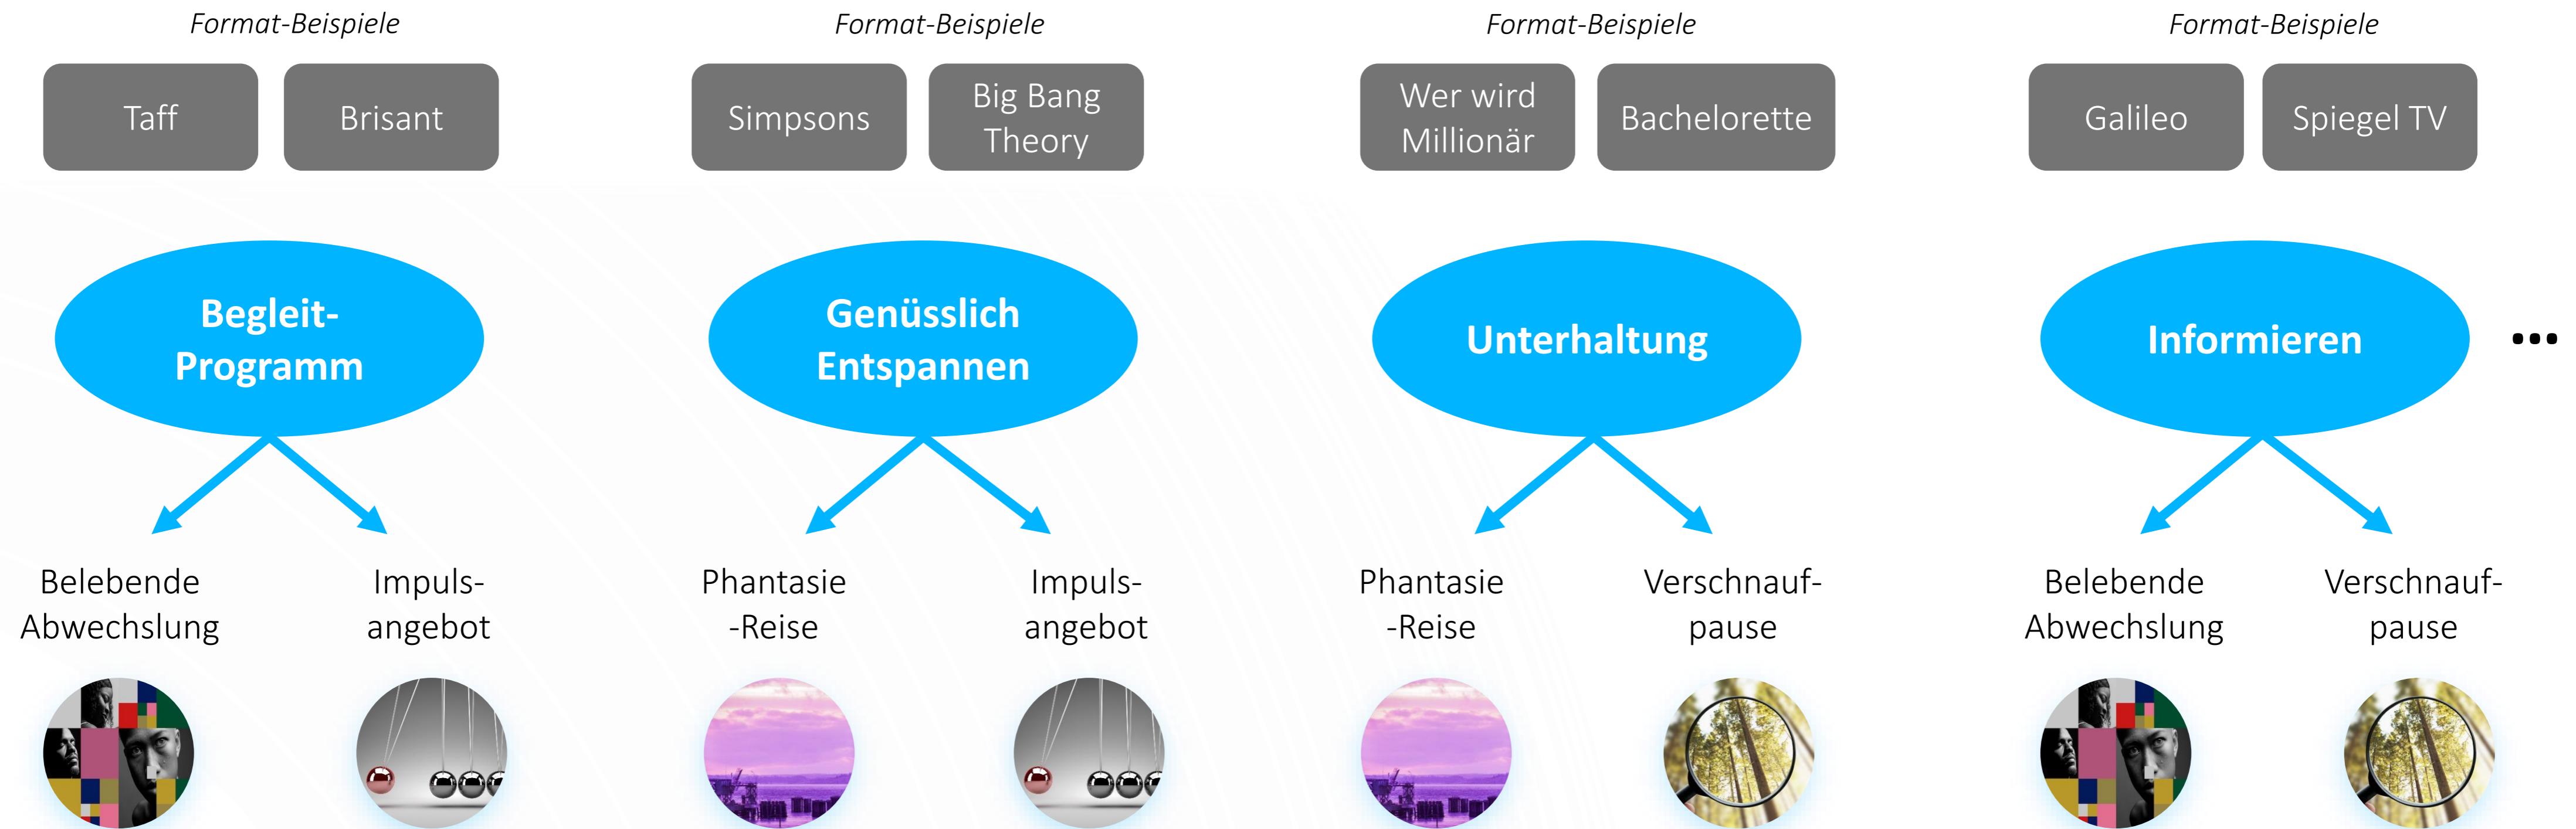 Format-Beispiele
Taff
Brisant
Begleit-
Programm
Belebende
Abwechslung
Impuls-
angebot
Format-Beispiele
Simpsons
Big Bang
Theory
Genüsslich
Entspannen
Phantasie
-Reise
Impuls-
angebot
Format-Beispiele
Wer wird
Millionär
Bachelorette
Unterhaltung
Phantasie
-Reise
Verschnauf-
pause
Format-Beispiele
Galileo
Spiegel TV
Informieren
Belebende
Abwechslung
Verschnauf-
pause
...